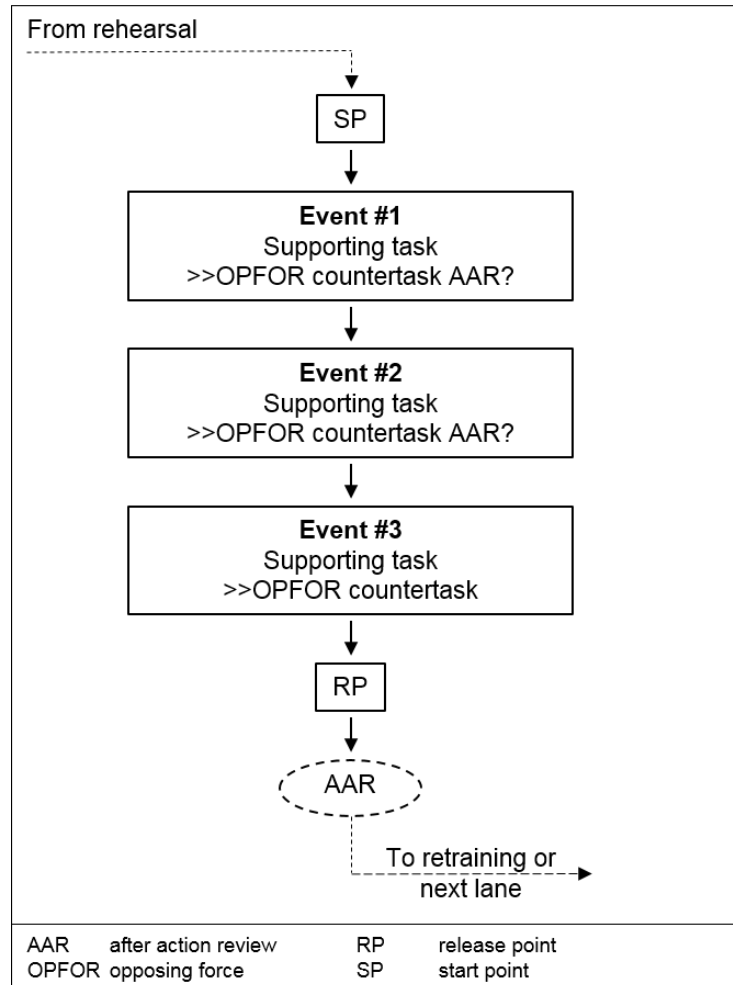 From rehearsal
SP
Event #1
Supporting task
>>OPFOR countertask AAR?
Event #2
Supporting task
>>OPFOR countertask AAR?
Event #3
Supporting task
>>OPFOR countertask
RP
AAR
To retraining or
next lane
AAR after action review RP release point
OPFOR opposing force SP start point